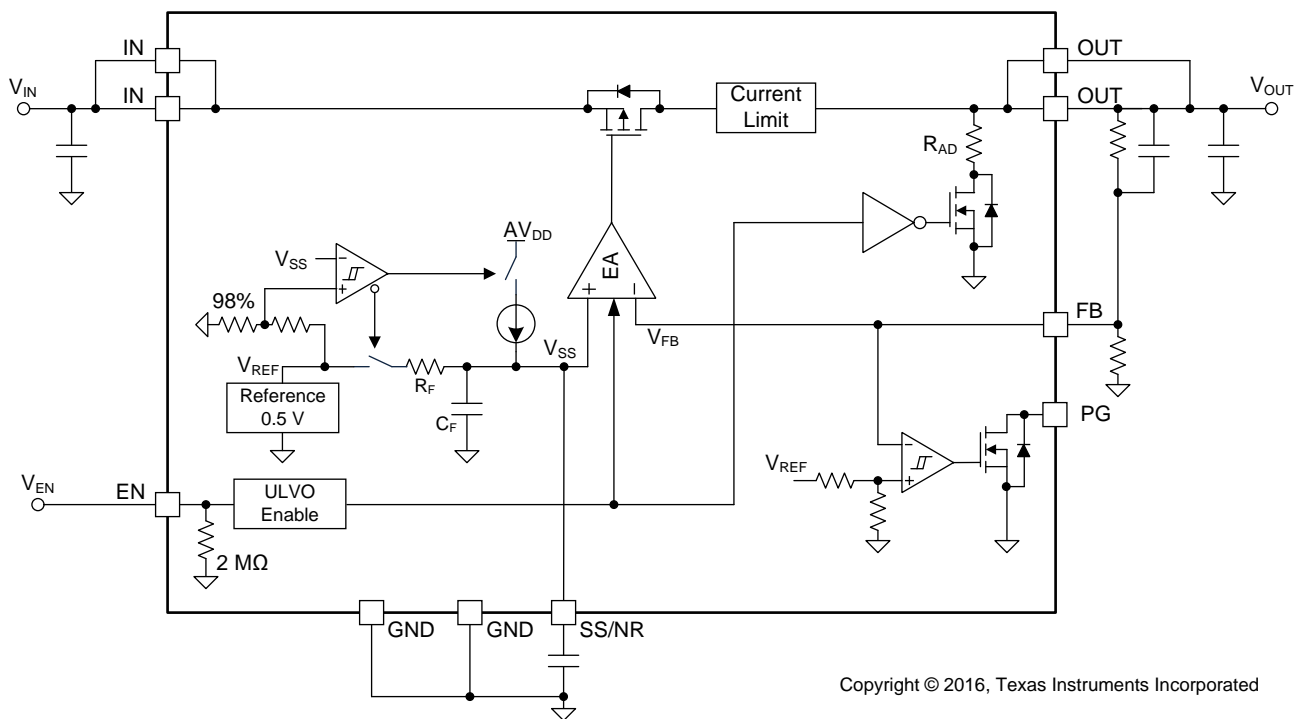 IN
OUT
V_IN
IN
Current
Limit
OUT
V_OUT
R_AD
AV_DD
V_SS
−
+
EA
+
−
98%
FB
V_FB
V_SS
V_REF
R_F
Reference
0.5 V
C_F
PG
V_REF
−
+
V_EN
EN
ULVO
Enable
2 MΩ
GND
GND
SS/NR
Copyright © 2016, Texas Instruments Incorporated